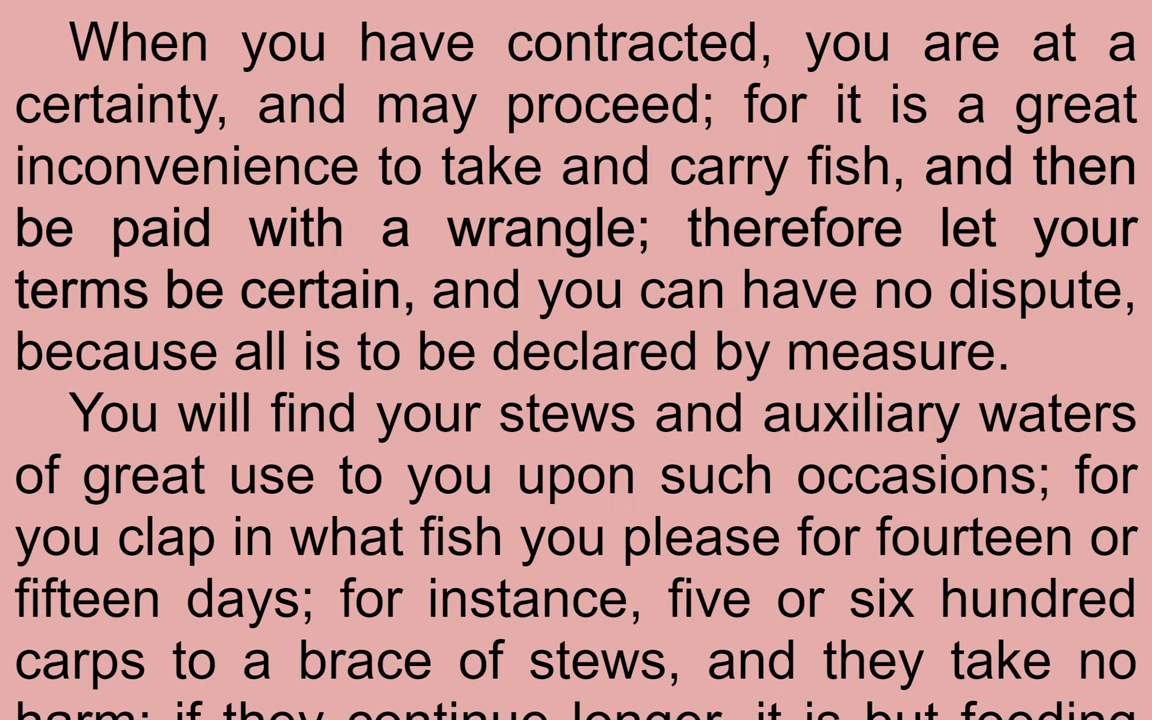 When you have contracted, you are at a
certainty, and may proceed; for it is a great
inconvenience to take and carry fish, and then
be paid with a wrangle; therefore let your
terms be certain, and you can have no dispute,
because all is to be declared by measure.
You will find your stews and auxiliary waters
of great use to you upon such occasions; for
you clap in what fish you please for fourteen or
fifteen days; for instance, five or six hundred
carps to a brace of stews, and they take no
harm; if they continue longer, it is but feeding